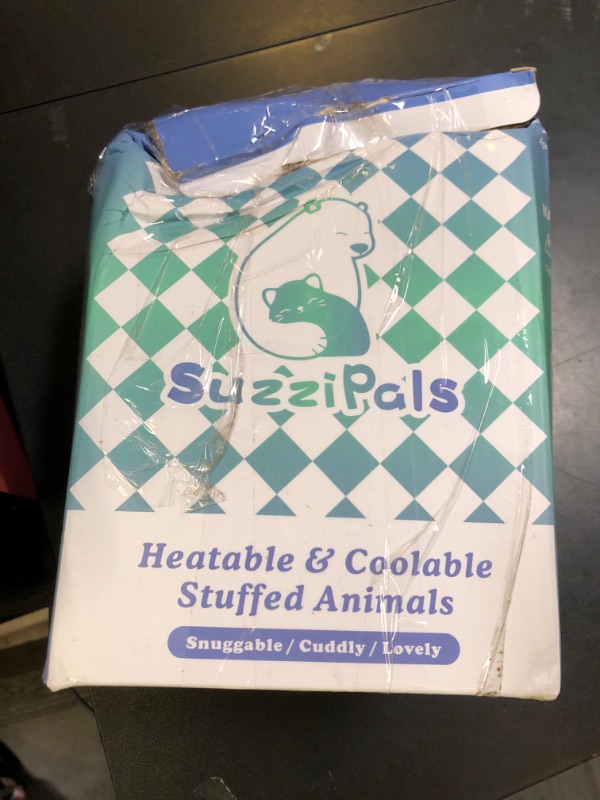 SuzziPals
Heatable & Coolable
Stuffed Animals
Snuggable / Cuddly / Lovely